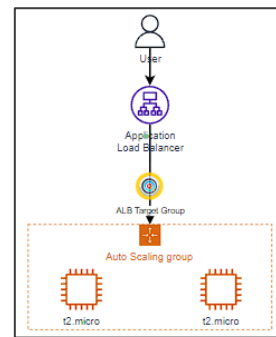 User
Application
Load Balancer
ALB Target Group
Auto Scaling group
t2.micro
t2.micro